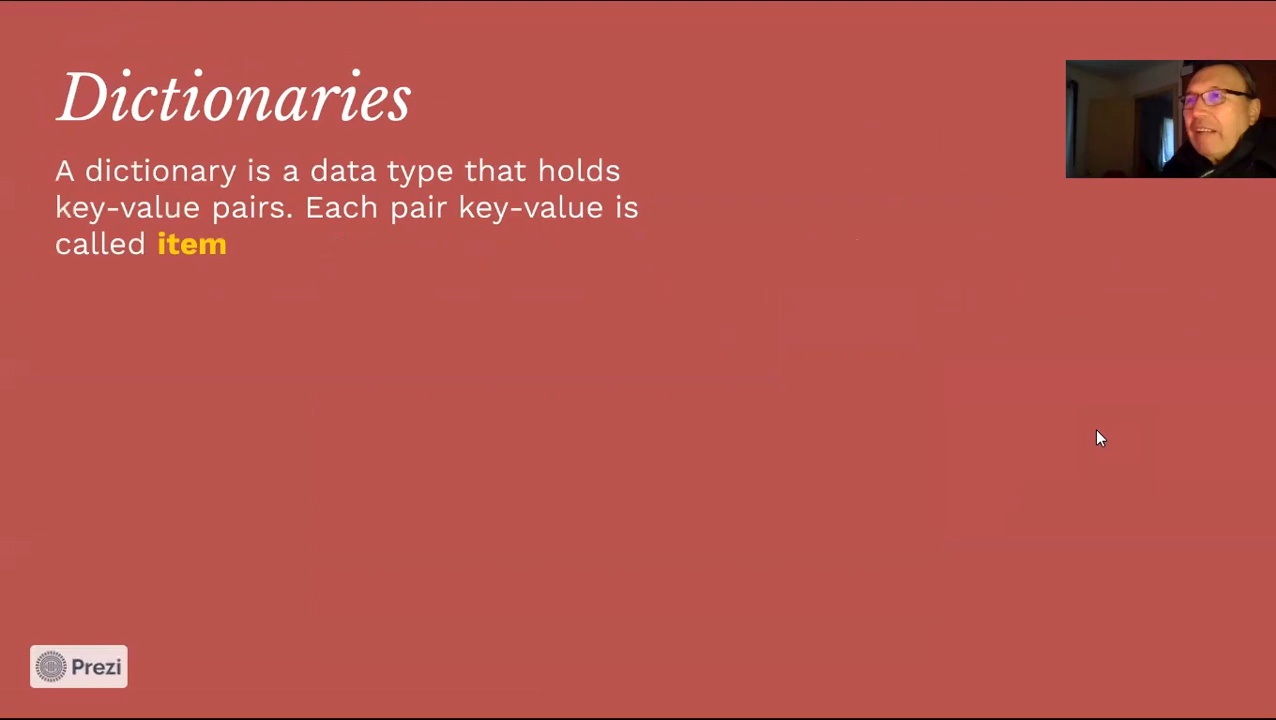 Dictionaries
A dictionary is a data type that holds
key-value pairs. Each pair key-value is
called item
Prezi